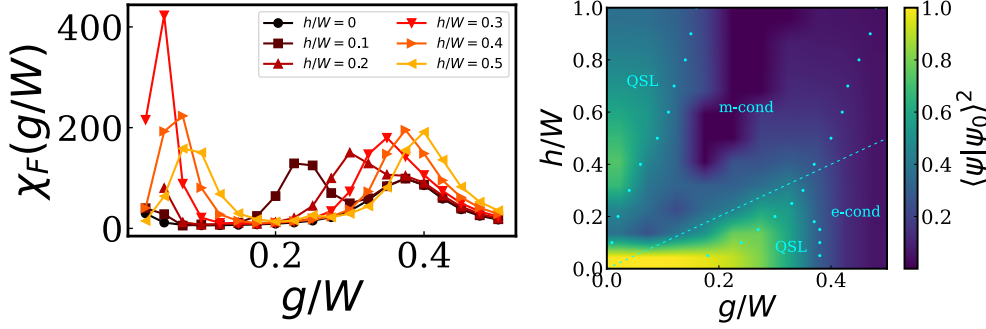 400
200
0
χ_F(g/W)
h/W = 0
h/W = 0.1
h/W = 0.2
h/W = 0.3
h/W = 0.4
h/W = 0.5
0.2
0.4
g/W
1.0
0.8
0.6
0.4
0.2
0.0
h/W
QSL
m-cond
e-cond
QSL
0.0
0.2
0.4
g/W
1.0
0.8
0.6
0.4
0.2
⟨ψ|ψ₀⟩²